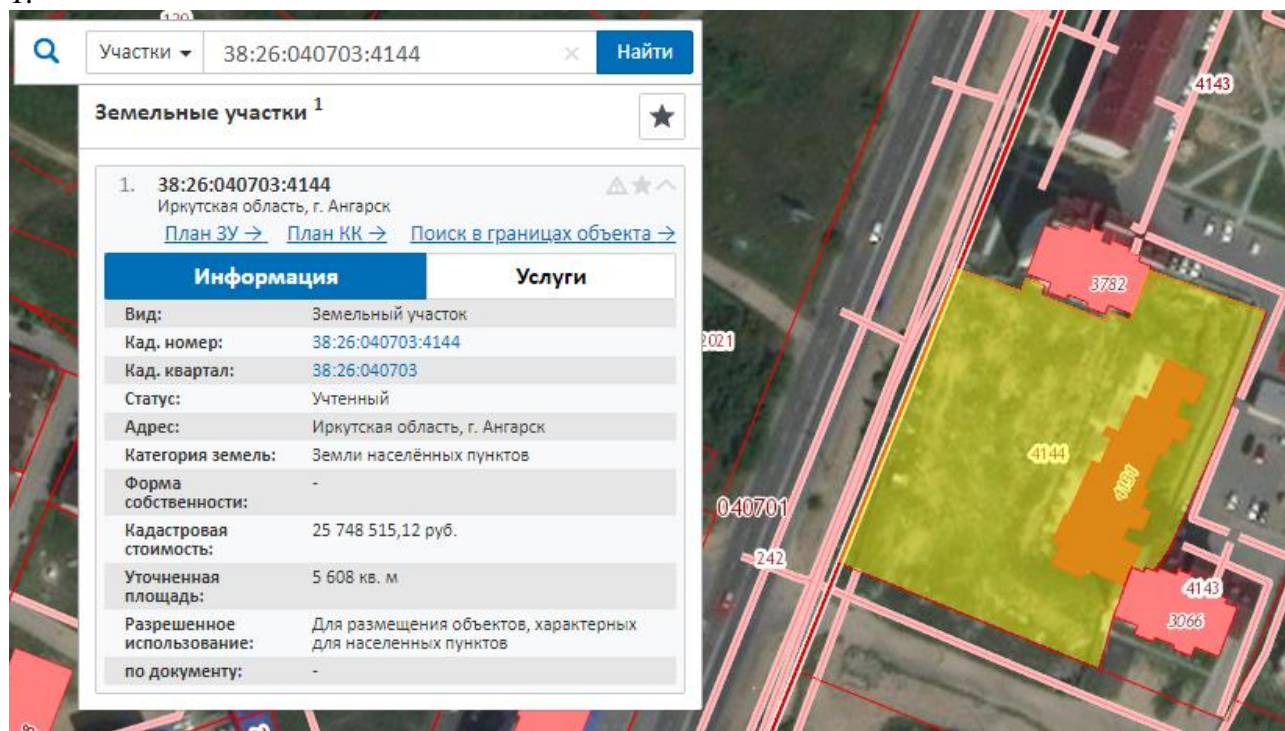 1.
120
Участки 38:26:040703:4144 × Найти
Земельные участки 1
1. 38:26:040703:4144
Иркутская область, г. Ангарск
План ЗУ → План КК → Поиск в границах объекта →
Информация Услуги
Вид: Земельный участок
Кад. номер: 38:26:040703:4144
Кад. квартал: 38:26:040703
Статус: Учтенный
Адрес: Иркутская область, г. Ангарск
Категория земель: Земли населённых пунктов
Форма собственности: -
Кадастровая стоимость: 25 748 515,12 руб.
Уточненная площадь: 5 608 кв. м
Разрешенное использование: Для размещения объектов, характерных
для населенных пунктов
по документу: -
4143
3782
2021
4144
4131
040701
242
4143
3066